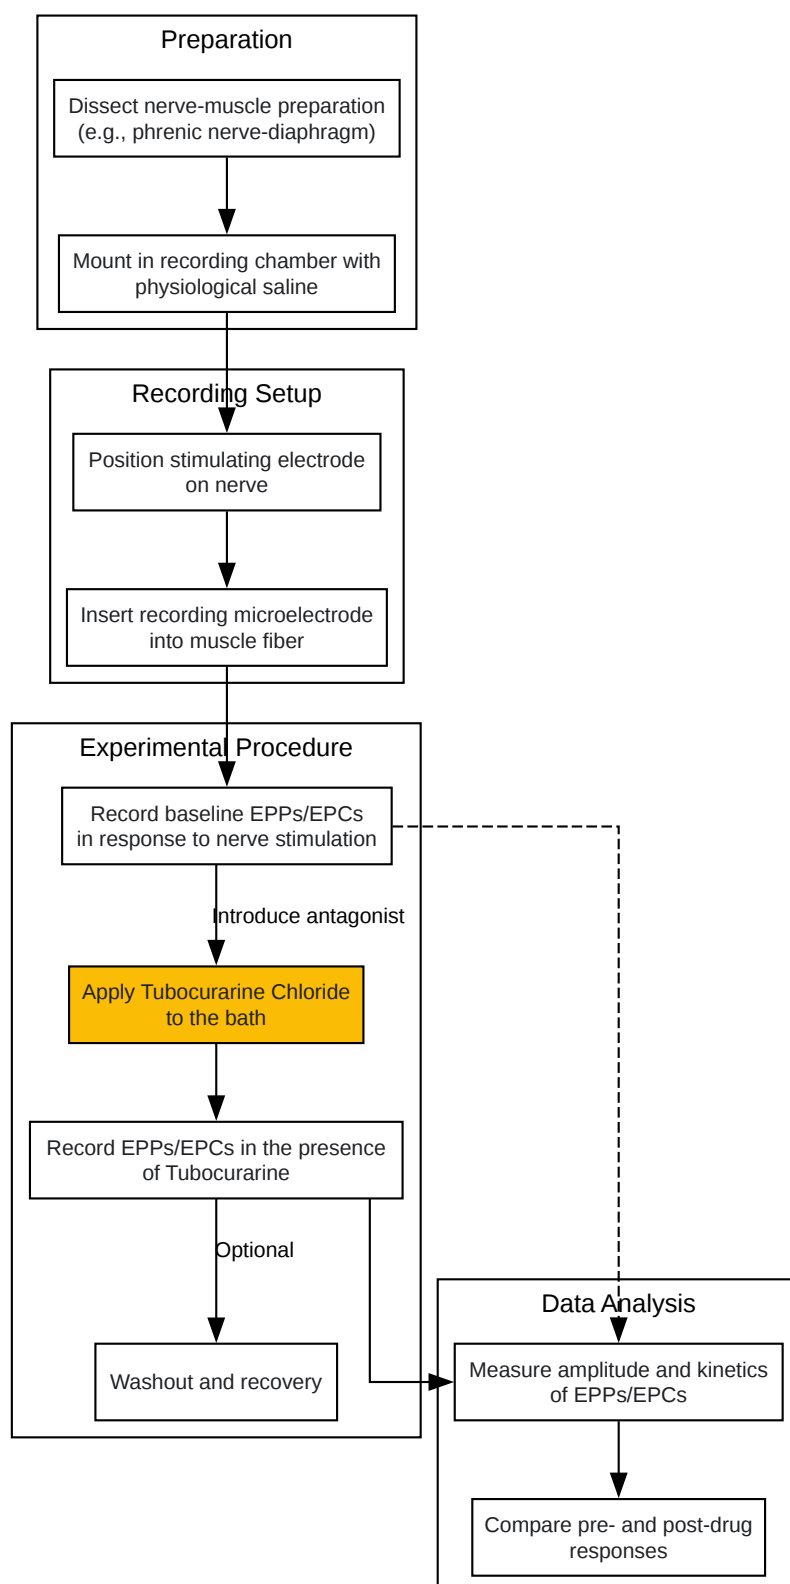 Preparation
Dissect nerve-muscle preparation
(e.g., phrenic nerve-diaphragm)
Mount in recording chamber with
physiological saline
Recording Setup
Position stimulating electrode
on nerve
Insert recording microelectrode
into muscle fiber
Experimental Procedure
Record baseline EPPs/EPCs
in response to nerve stimulation
Introduce antagonist
Apply Tubocurarine Chloride
to the bath
Record EPPs/EPCs in the presence
of Tubocurarine
Optional
Washout and recovery
Data Analysis
Measure amplitude and kinetics
of EPPs/EPCs
Compare pre- and post-drug
responses